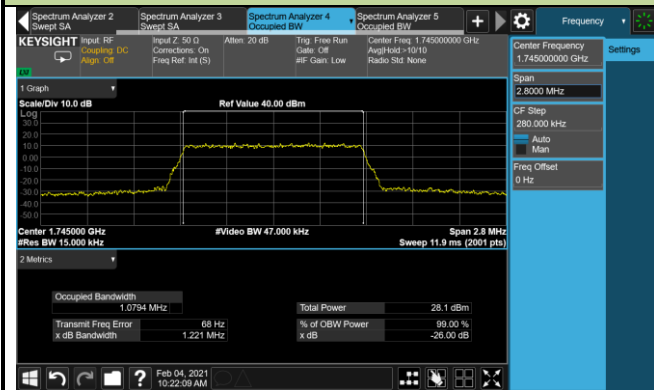 Spectrum Analyzer 2
Swept SA
Spectrum Analyzer 3
Swept SA
Spectrum Analyzer 4
Occupied BW
Spectrum Analyzer 5
Occupied BW
+
Frequency
KEYSIGHT
Input: RF
Coupling: DC
Align: Off
Input Z: 50 Ω
Corrections: On
Freq Ref: Int (S)
Atten: 20 dB
Trig: Free Run
Gate: Off
#IF Gain: Low
Center Freq: 1.745000000 GHz
Avg|Hold:>10/10
Radio Std: None
Center Frequency
1.745000000 GHz
Settings
Span
2.8000 MHz
CF Step
280.000 kHz
Auto
Man
Freq Offset
0 Hz
1 Graph
Scale/Div 10.0 dB
Ref Value 40.00 dBm
Log
30.0
20.0
10.0
0.00
-10.0
-20.0
-30.0
-40.0
-50.0
Center 1.745000 GHz
#Video BW 47.000 kHz
Span 2.8 MHz
#Res BW 15.000 kHz
Sweep 11.9 ms (2001 pts)
2 Metrics
Occupied Bandwidth
1.0794 MHz
Total Power
28.1 dBm
Transmit Freq Error
68 Hz
% of OBW Power
99.00 %
x dB Bandwidth
1.221 MHz
x dB
-26.00 dB
?
Feb 04, 2021
10:22:09 AM